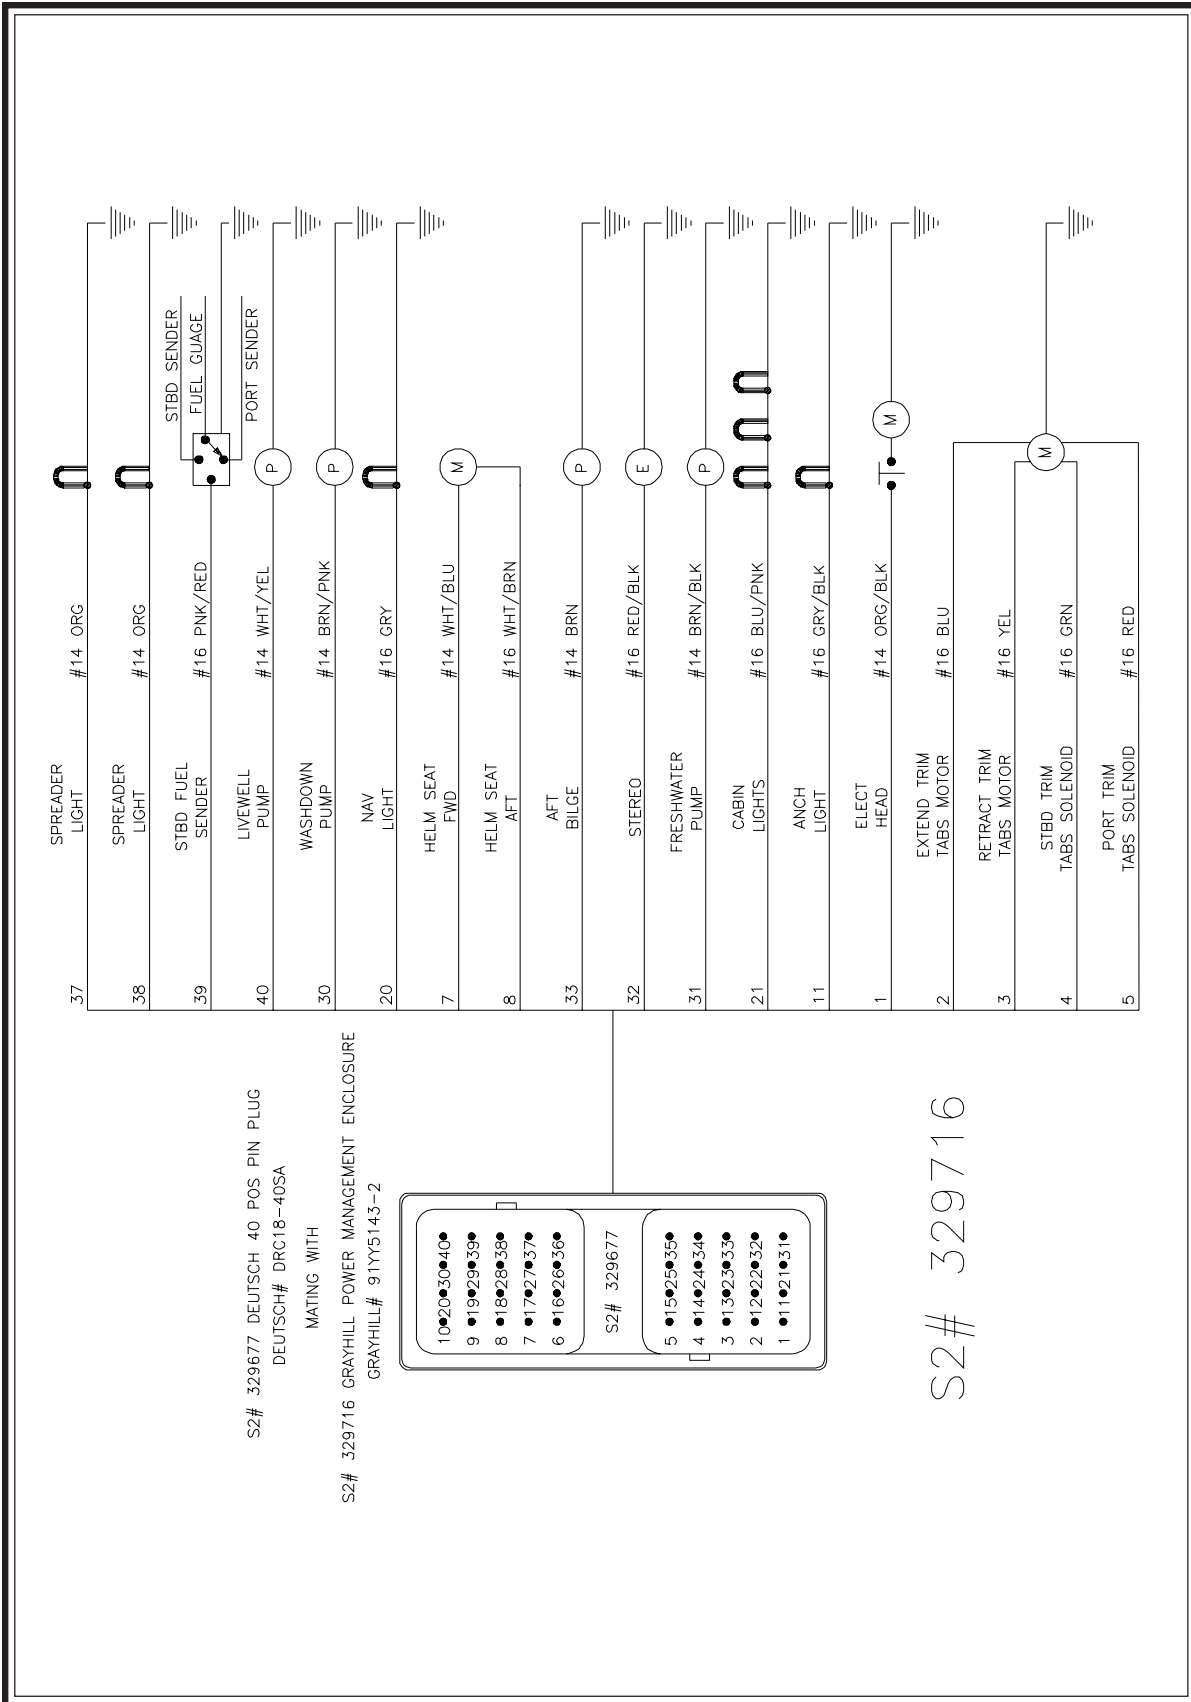 S2# 329677 DEUTSCH 40 POS PIN PLUG
DEUTSCH# DRC18-40SA
MATING WITH
S2# 329716 GRAYHILL POWER MANAGEMENT ENCLOSURE
GRAYHILL# 91YY5143-2
10 20 30 40
9 19 29 39
8 18 28 38
7 17 27 37
6 16 26 36
S2# 329677
5 15 25 35
4 14 24 34
3 13 23 33
2 12 22 32
1 11 21 31
S2# 329716
37
SPREADER
LIGHT
#14 ORG
38
SPREADER
LIGHT
#14 ORG
39
STBD FUEL
SENDER
#16 PNK/RED
STBD SENDER
FUEL GUAGE
PORT SENDER
40
LIVEWELL
PUMP
#14 WHT/YEL
P
30
WASHDOWN
PUMP
#14 BRN/PNK
P
20
NAV
LIGHT
#16 GRY
7
HELM SEAT
FWD
#14 WHT/BLU
M
8
HELM SEAT
AFT
#16 WHT/BRN
33
AFT
BILGE
#14 BRN
P
32
STEREO
#16 RED/BLK
E
31
FRESHWATER
PUMP
#14 BRN/BLK
P
21
CABIN
LIGHTS
#16 BLU/PNK
11
ANCH
LIGHT
#16 GRY/BLK
1
ELECT
HEAD
#14 ORG/BLK
M
2
EXTEND TRIM
TABS MOTOR
#16 BLU
3
RETRACT TRIM
TABS MOTOR
#16 YEL
M
4
STBD TRIM
TABS SOLENOID
#16 GRN
5
PORT TRIM
TABS SOLENOID
#16 RED